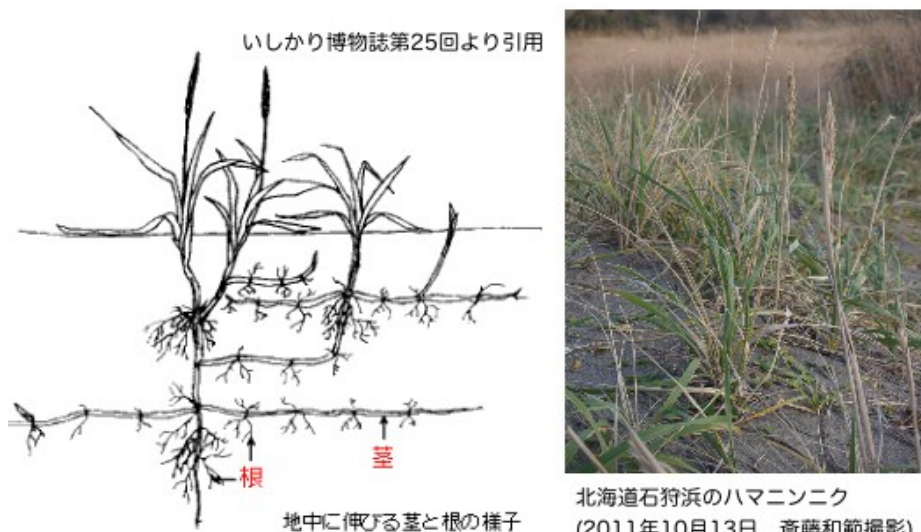 いしかり博物誌第25回より引用
根
茎
地中に伸びる茎と根の様子
北海道石狩浜のハマニンニク
(2011年10月13日　斎藤和範撮影)